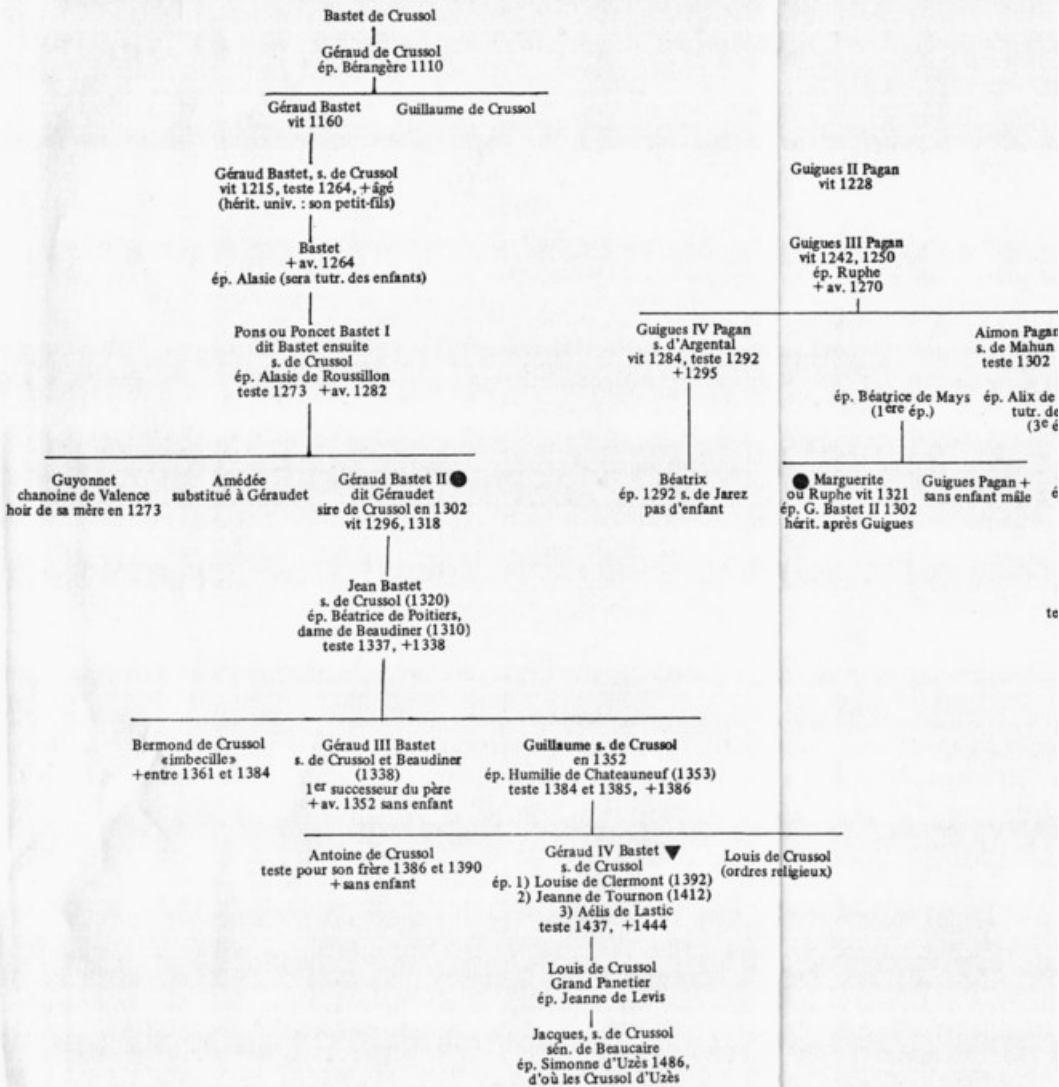 Bastet de Crussol
Géraud de Crussol
ép. Bérangère 1110
Géraud Bastet
vit 1160
Guillaume de Crussol
Géraud Bastet, s. de Crussol
vit 1215, teste 1264, + âgé
(hérit. univ. : son petit-fils)
Bastet
+ av. 1264
ép. Alasie (sera tutr. des enfants)
Pons ou Poncet Bastet I
dit Bastet ensuite
s. de Crussol
ép. Alasie de Roussillon
teste 1273 +av. 1282
Guyonnet
chanoine de Valence
hoir de sa mère en 1273
Amédée
substitué à Géraudet
Géraud Bastet II
dit Géraudet
sire de Crussol en 1302
vit 1296, 1318
Jean Bastet
s. de Crussol (1320)
ép. Béatrice de Poitiers,
dame de Beaudiner (1310)
teste 1337, +1338
Bermond de Crussol
«imbecille»
+entre 1361 et 1384
Géraud III Bastet
s. de Crussol et Beaudiner
(1338)
1er successeur du père
+ av. 1352 sans enfant
Guillaume s. de Crussol
en 1352
ép. Humilie de Chateauneuf (1353)
teste 1384 et 1385, +1386
Antoine de Crussol
teste pour son frère 1386 et 1390
+ sans enfant
Géraud IV Bastet
s. de Crussol
ép. 1) Louise de Clermont (1392)
2) Jeanne de Tournon (1412)
3) Aélis de Lastic
teste 1437, +1444
Louis de Crussol
(ordres religieux)
Louis de Crussol
Grand Panetier
ép. Jeanne de Levis
Jacques, s. de Crussol
sén. de Beaucaire
ép. Simonne d'Uzès 1486,
d'où les Crussol d'Uzès
Guigues II Pagan
vit 1228
Guigues III Pagan
vit 1242, 1250
ép. Ruphe
+ av. 1270
Guigues IV Pagan
s. d'Argental
vit 1284, teste 1292
+1295
Aimon Pagan
s. de Mahun
teste 1302
ép. Béatrice de Mays
(1ère ép.)
ép. Alix de
tutr. de
(3e é
Béatrix
ép. 1292 s. de Jarez
pas d'enfant
Marguerite
ou Ruphe vit 1321
ép. G. Bastet II 1302
hérit. après Guigues
Guigues Pagan +
sans enfant mâle
é
te